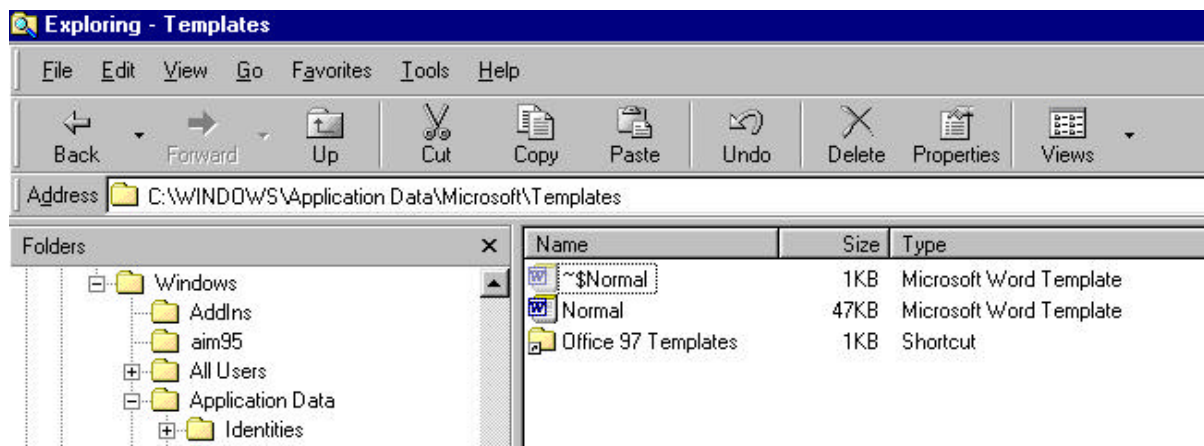 Exploring - Templates
File Edit View Go Favorites Tools Help
Back Forward Up Cut Copy Paste Undo Delete Properties Views
Address C:\WINDOWS\Application Data\Microsoft\Templates
Folders
Windows
AddIns
aim95
All Users
Application Data
Identities
Name Size Type
~$Normal 1KB Microsoft Word Template
Normal 47KB Microsoft Word Template
Office 97 Templates 1KB Shortcut